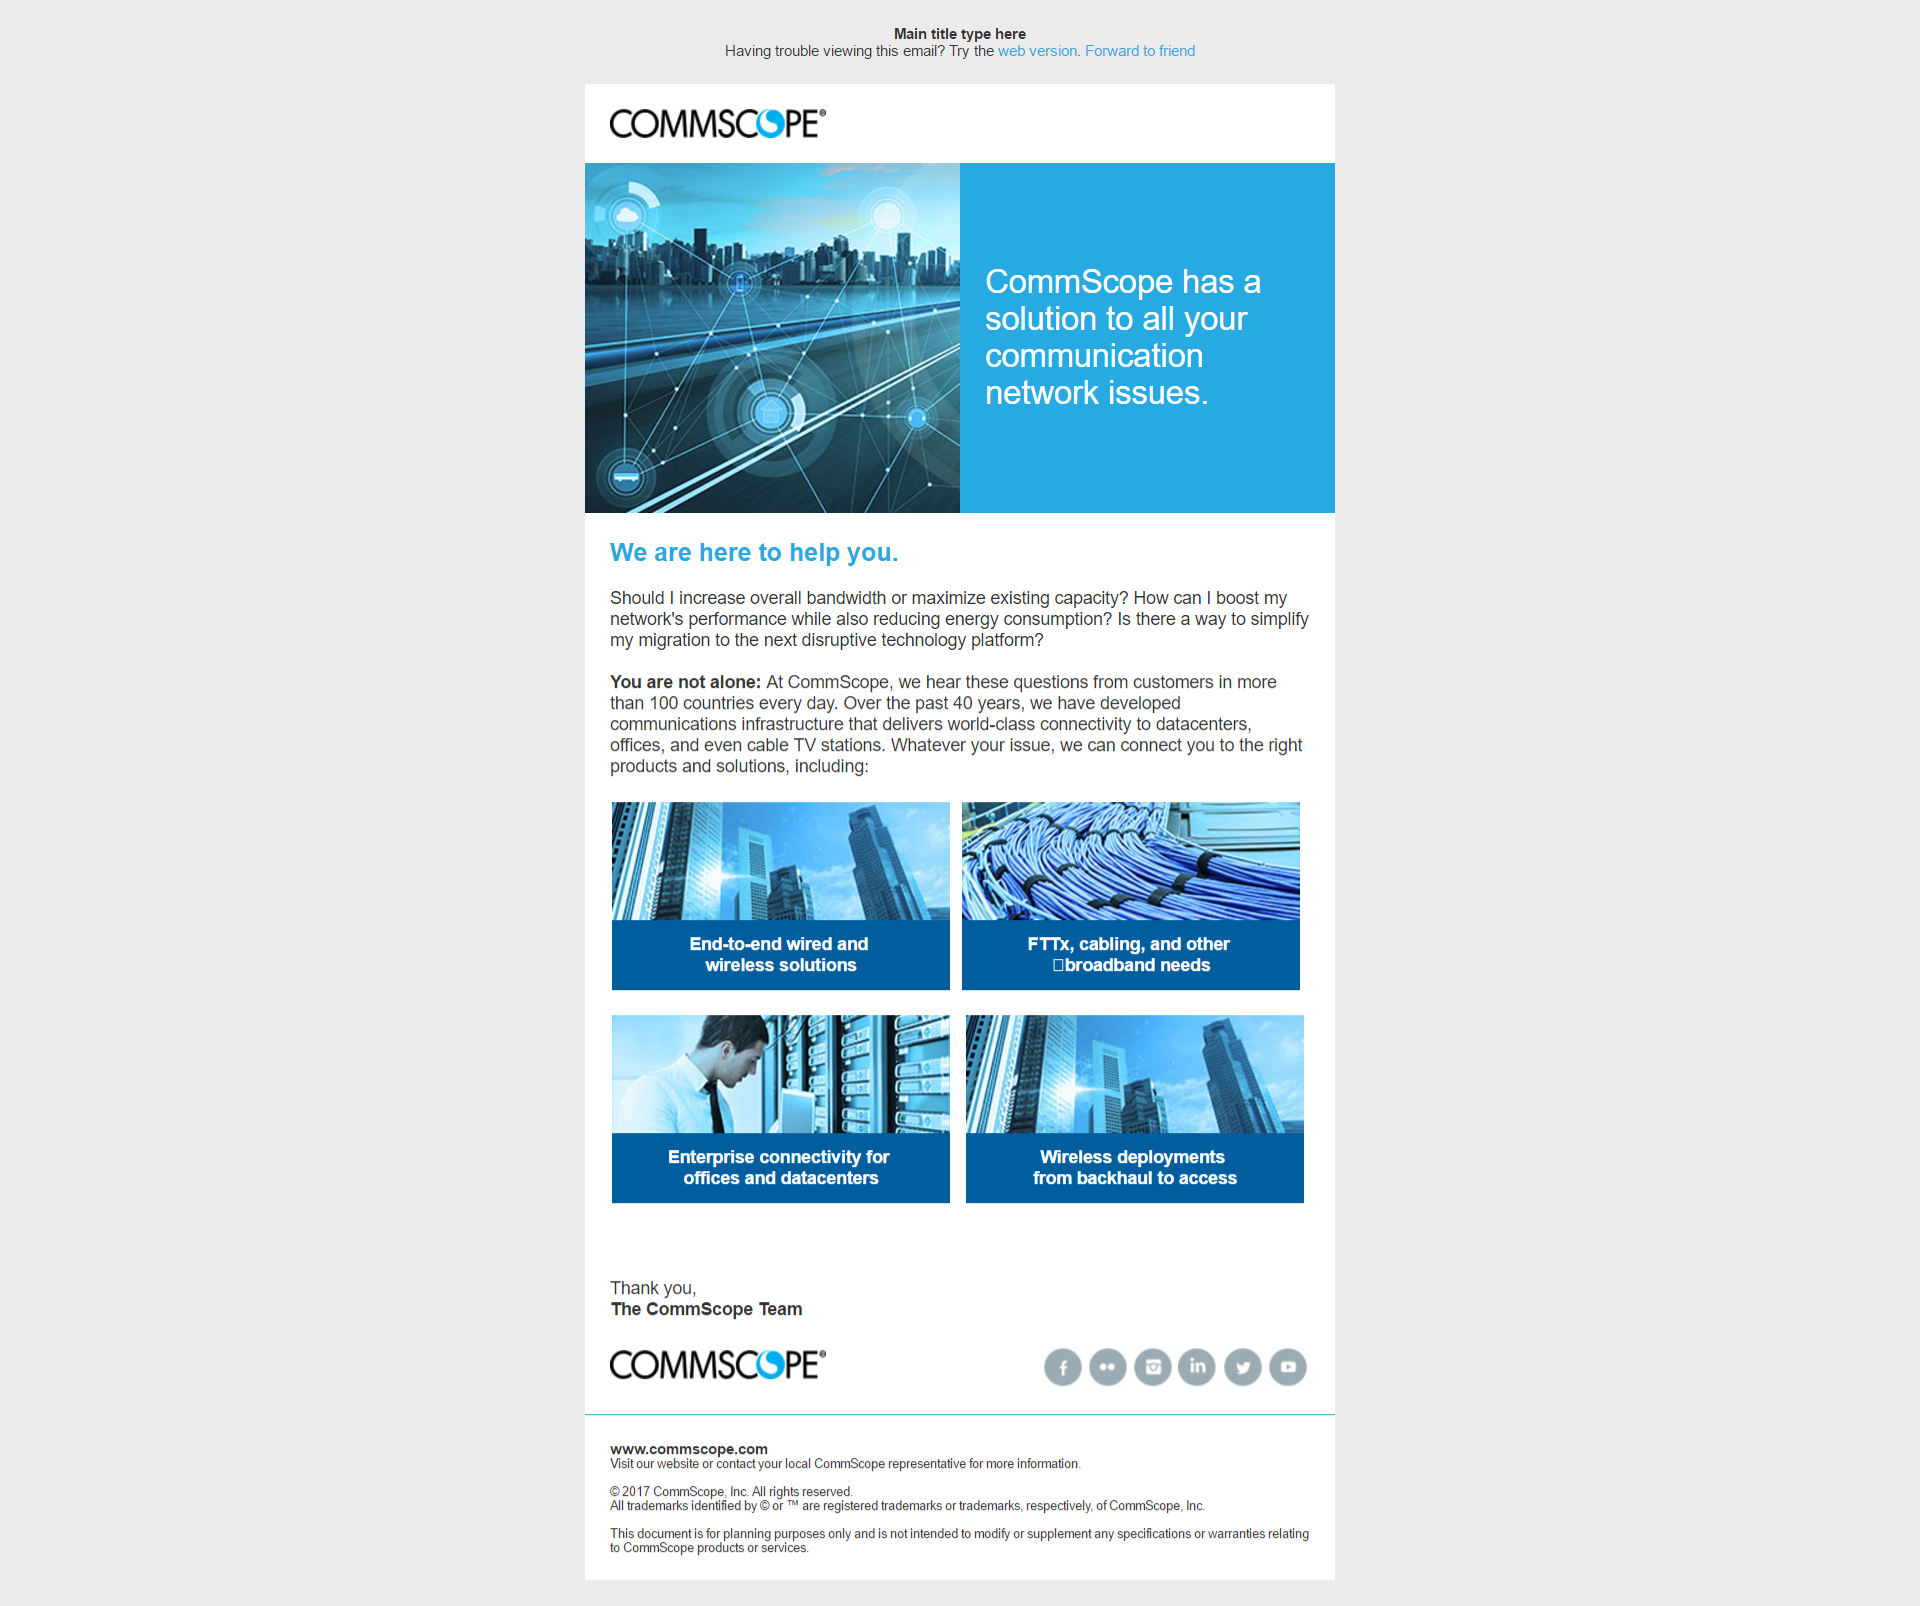 Main title type here
Having trouble viewing this email? Try the web version. Forward to friend
COMMSCOPE®
CommScope has a
solution to all your
communication
network issues.
We are here to help you.
Should I increase overall bandwidth or maximize existing capacity? How can I boost my
network's performance while also reducing energy consumption? Is there a way to simplify
my migration to the next disruptive technology platform?
You are not alone: At CommScope, we hear these questions from customers in more
than 100 countries every day. Over the past 40 years, we have developed
communications infrastructure that delivers world-class connectivity to datacenters,
offices, and even cable TV stations. Whatever your issue, we can connect you to the right
products and solutions, including:
End-to-end wired and
wireless solutions
FTTx, cabling, and other
broadband needs
Enterprise connectivity for
offices and datacenters
Wireless deployments
from backhaul to access
Thank you,
The CommScope Team
COMMSCOPE®
www.commscope.com
Visit our website or contact your local CommScope representative for more information.
© 2017 CommScope, Inc. All rights reserved.
All trademarks identified by © or ™ are registered trademarks or trademarks, respectively, of CommScope, Inc.
This document is for planning purposes only and is not intended to modify or supplement any specifications or warranties relating
to CommScope products or services.